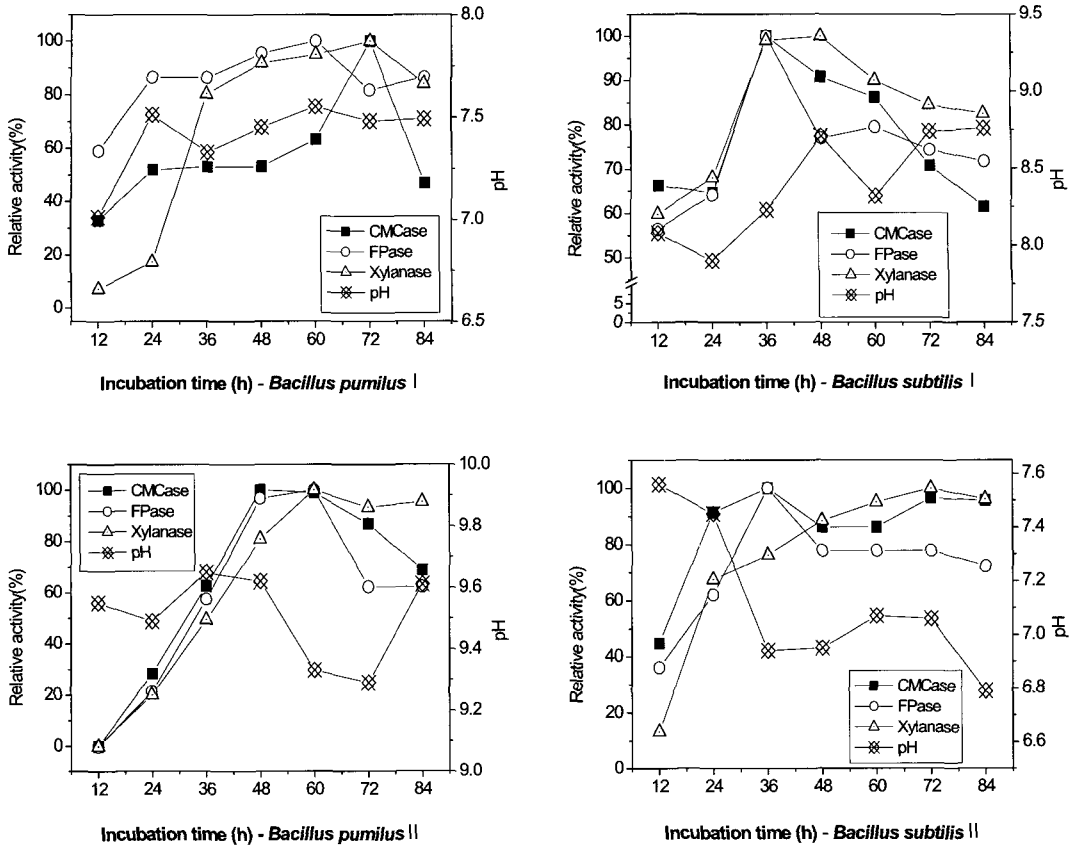 8.0
100
80
60
40
20
0
Relative activity(%)
7.5
7.0
6.5
pH
CMCase
FPase
Xylanase
pH
12 24 36 48 60 72 84
Incubation time (h) - Bacillus pumilus I
9.5
100
95
90
85
80
75
70
65
60
55
50
5
0
Relative activity(%)
9.0
8.5
8.0
7.5
pH
CMCase
FPase
Xylanase
pH
12 24 36 48 60 72 84
Incubation time (h) - Bacillus subtilis I
10.0
100
80
60
40
20
0
Relative activity(%)
9.8
9.6
9.4
9.2
9.0
pH
CMCase
FPase
Xylanase
pH
12 24 36 48 60 72 84
Incubation time (h) - Bacillus pumilus II
100
80
60
40
20
0
Relative activity(%)
7.6
7.4
7.2
7.0
6.8
6.6
pH
CMCase
FPase
Xylanase
pH
12 24 36 48 60 72 84
Incubation time (h) - Bacillus subtilis II